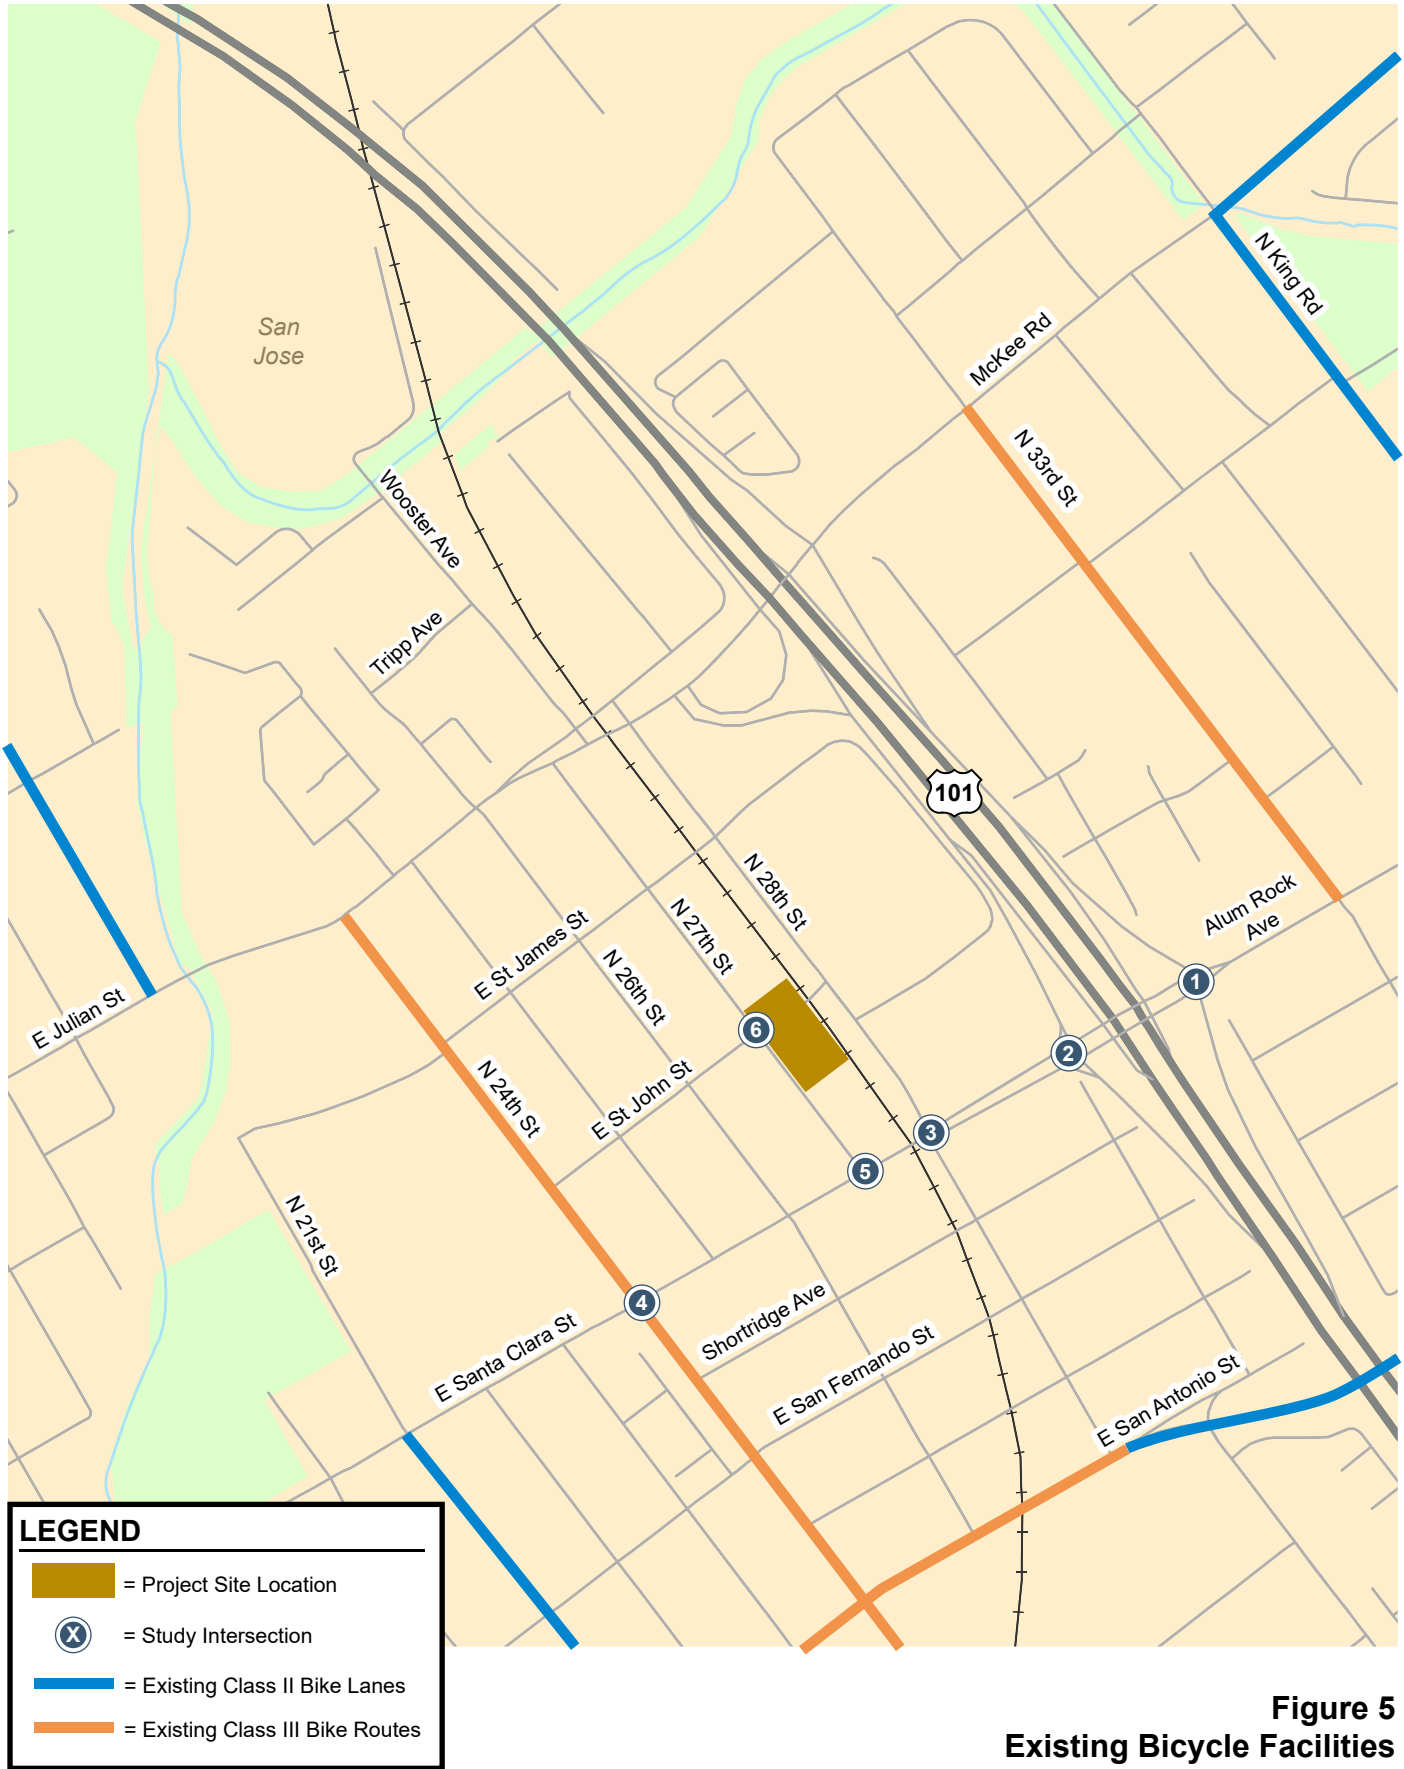 San
Jose
N King Rd
McKee Rd
N 33rd St
Wooster Ave
Tripp Ave
101
N 28th St
Alum Rock
Ave
N 27th St
E St James St
N 26th St
1
E Julian St
6
2
N 24th St
E St John St
3
5
N 21st St
4
Shortridge Ave
E Santa Clara St
E San Fernando St
E San Antonio St
LEGEND
= Project Site Location
X = Study Intersection
= Existing Class II Bike Lanes
= Existing Class III Bike Routes
Figure 5
Existing Bicycle Facilities